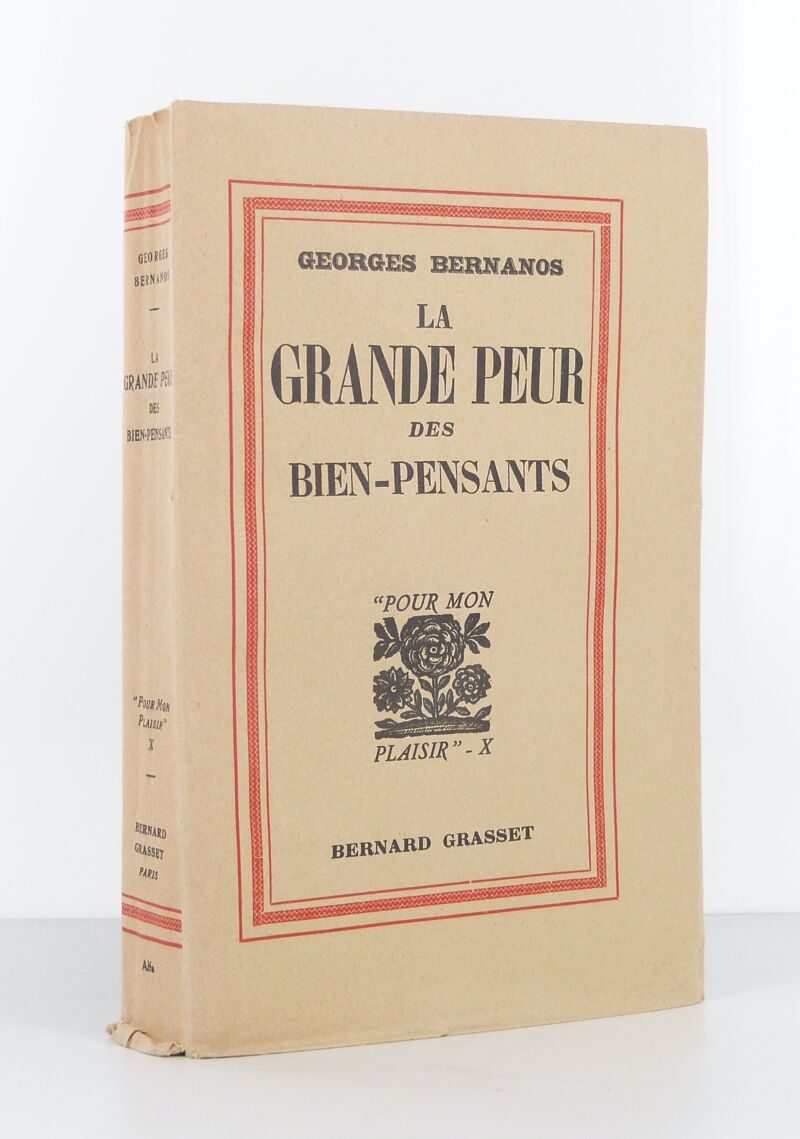 GEORGES
BERNANOS
LA
GRANDE PEUR
DES
BIEN-PENSANTS
"POUR MON
PLAISIR"
X
BERNARD
GRASSET
PARIS
GEORGES BERNANOS
LA
GRANDE PEUR
DES
BIEN-PENSANTS
"POUR MON
PLAISIR" - X
BERNARD GRASSET